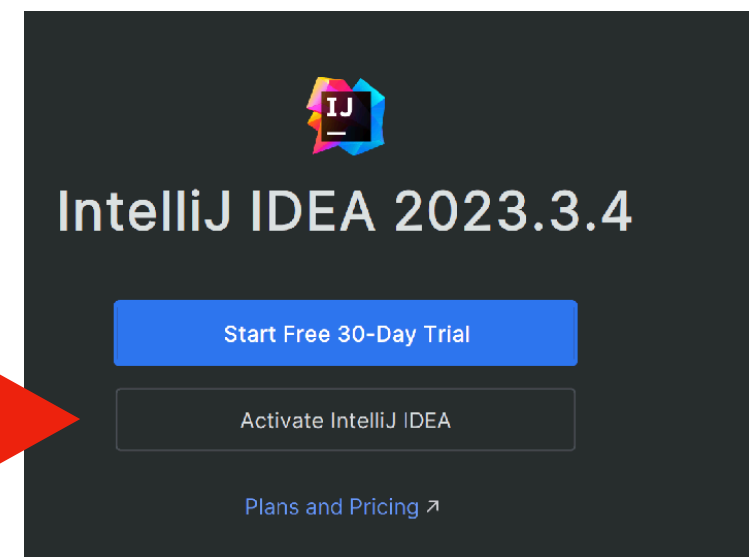 IJ
IntelliJ IDEA 2023.3.4
Start Free 30-Day Trial
Activate IntelliJ IDEA
Plans and Pricing ↗